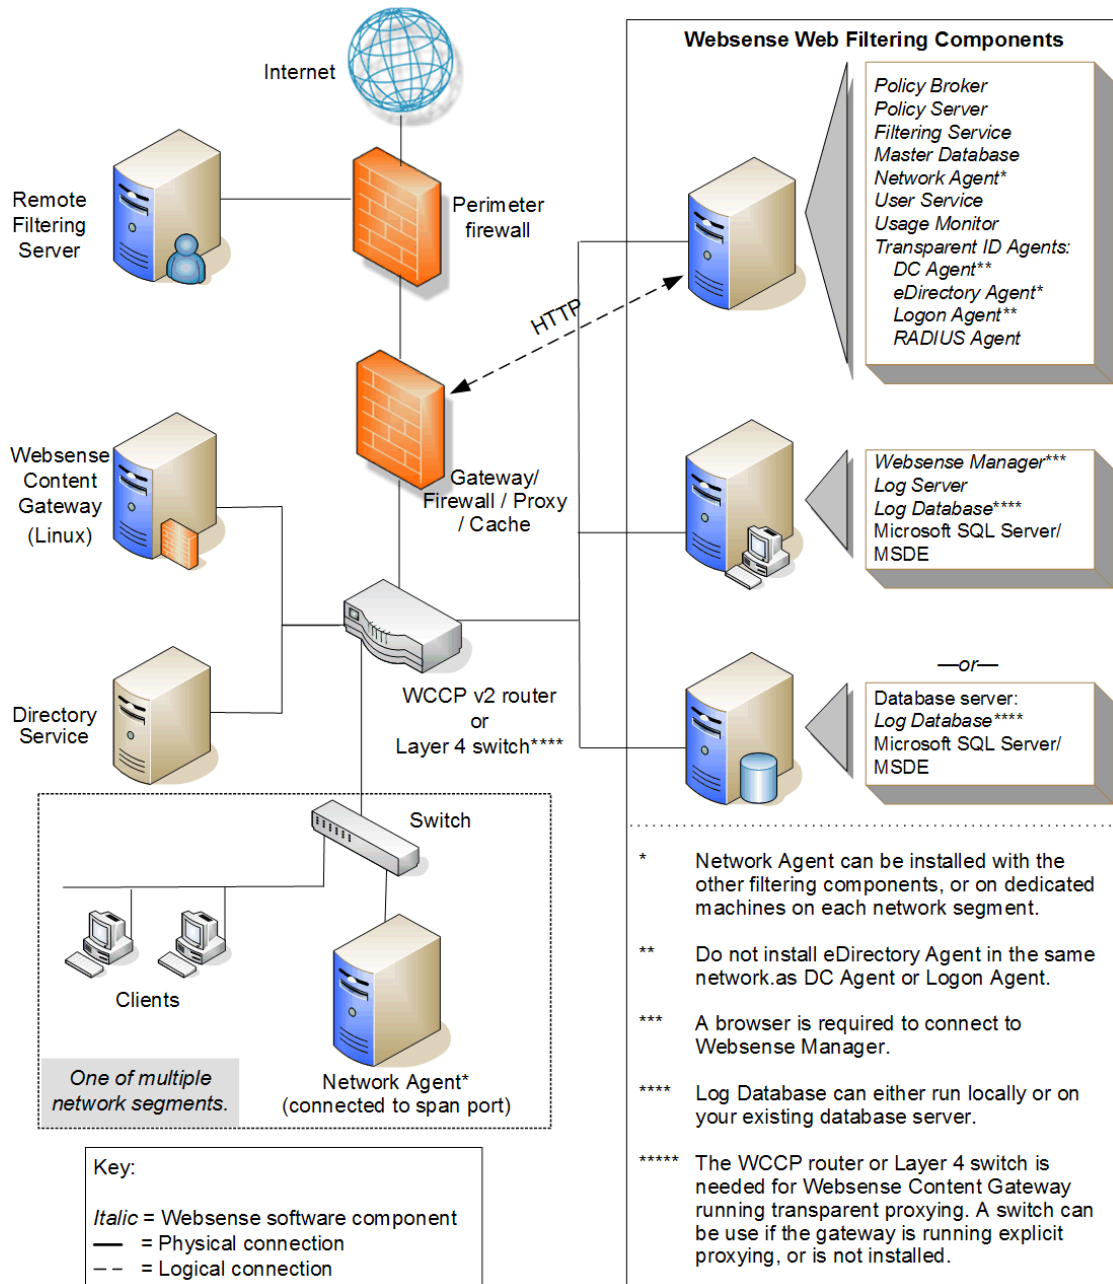 Internet
Remote
Filtering
Server
Perimeter
firewall
HTTP
Websense
Content
Gateway
(Linux)
Gateway/
Firewall / Proxy
/ Cache
Directory
Service
WCCP v2 router
or
Layer 4 switch****
Switch
Clients
One of multiple
network segments.
Network Agent*
(connected to span port)
Key:
Italic = Websense software component
= Physical connection
= Logical connection
Websense Web Filtering Components
Policy Broker
Policy Server
Filtering Service
Master Database
Network Agent*
User Service
Usage Monitor
Transparent ID Agents:
DC Agent**
eDirectory Agent*
Logon Agent**
RADIUS Agent
Websense Manager***
Log Server
Log Database****
Microsoft SQL Server/
MSDE
—or—
Database server:
Log Database****
Microsoft SQL Server/
MSDE
* Network Agent can be installed with the
other filtering components, or on dedicated
machines on each network segment.
** Do not install eDirectory Agent in the same
network.as DC Agent or Logon Agent.
*** A browser is required to connect to
Websense Manager.
**** Log Database can either run locally or on
your existing database server.
***** The WCCP router or Layer 4 switch is
needed for Websense Content Gateway
running transparent proxying. A switch can
be use if the gateway is running explicit
proxying, or is not installed.